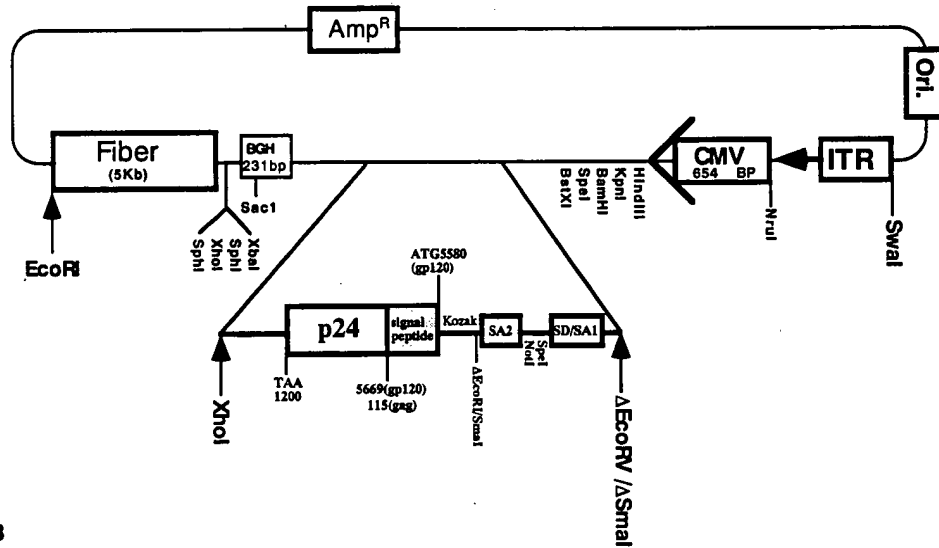 Amp^R
Ori.
Fiber
(5Kb)
BGH
231bp
CMV
654 BP
ITR
Sac1
SphI
XhoI
SphI
XbaI
BstXI
SpeI
BamHI
KpnI
HindIII
NruI
SwaI
EcoRI
ATG5580
(gp120)
p24
signal
peptide
Kozak
SA2
SD/SA1
NotI
SpeI
TAA
1200
5669(gp120)
115(gag)
ΔEcoRI/SmaI
XhoI
ΔEcoRV /ΔSmaI